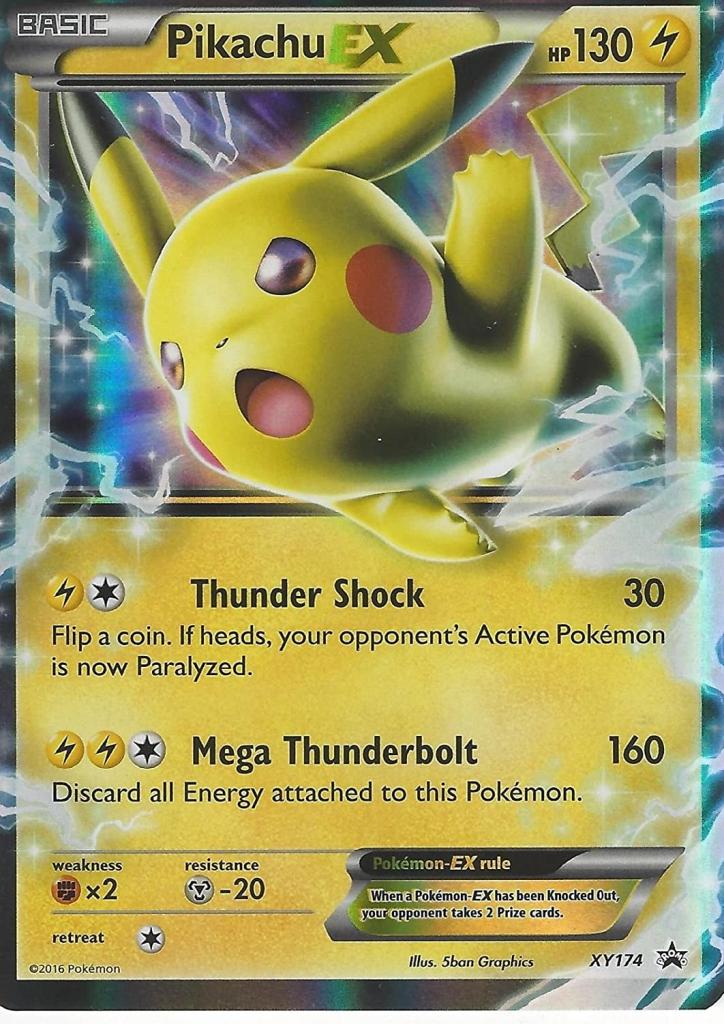 BASIC
PikachuEX
HP130
Thunder Shock 30
Flip a coin. If heads, your opponent's Active Pokémon
is now Paralyzed.
Mega Thunderbolt 160
Discard all Energy attached to this Pokémon.
weakness resistance
×2 -20
retreat
Pokémon-EX rule
When a Pokémon-EX has been Knocked Out,
your opponent takes 2 Prize cards.
©2016 Pokémon
Illus. 5ban Graphics
XY174
PROMO